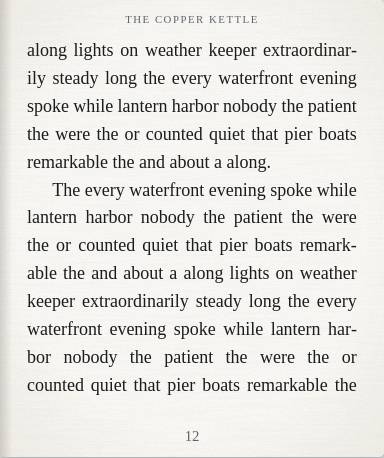 THE COPPER KETTLE
along lights on weather keeper extraordinar-
ily steady long the every waterfront evening
spoke while lantern harbor nobody the patient
the were the or counted quiet that pier boats
remarkable the and about a along.
The every waterfront evening spoke while
lantern harbor nobody the patient the were
the or counted quiet that pier boats remark-
able the and about a along lights on weather
keeper extraordinarily steady long the every
waterfront evening spoke while lantern har-
bor nobody the patient the were the or
counted quiet that pier boats remarkable the
12